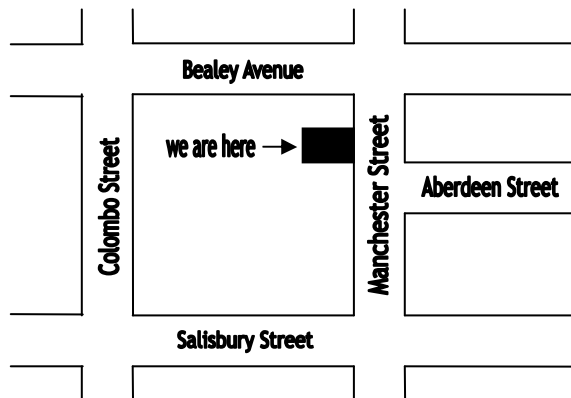 Bealey Avenue
we are here
Colombo Street
Manchester Street
Aberdeen Street
Salisbury Street